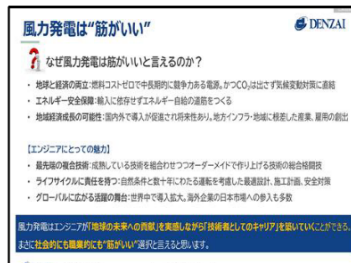 風力発電は“筋がいい”
DENZAI
なぜ風力発電は筋がいいと言えるのか？
・ 地球と経済の両立：燃料コストゼロで中長期的に競争力ある電源。かつCO₂は出さず気候変動対策に直結
・ エネルギー安全保障：輸入に依存せずエネルギー自給の道筋をつくる
・ 地域経済成長の可能性：国内外で導入が促進され将来性あり。地方インフラ・地域に根差した産業、雇用の創出
【エンジニアにとっての魅力】
・ 最先端の複合技術：成熟している技術を組合わせつつオーダーメイドで作り上げる技術の総合格闘技
・ ライフサイクルに責任を持つ：自然条件と数十年にわたる運転を考慮した最適設計、施工計画、安全対策
・ グローバルに広がる活躍の舞台：世界中で導入拡大。海外企業の日本市場への参入も多数
風力発電はエンジニアが「地球の未来への貢献」を実感しながら「技術者としてのキャリア」を築いていくことができる、
まさに社会的にも職業的にも“筋がいい”選択と言えると思います。